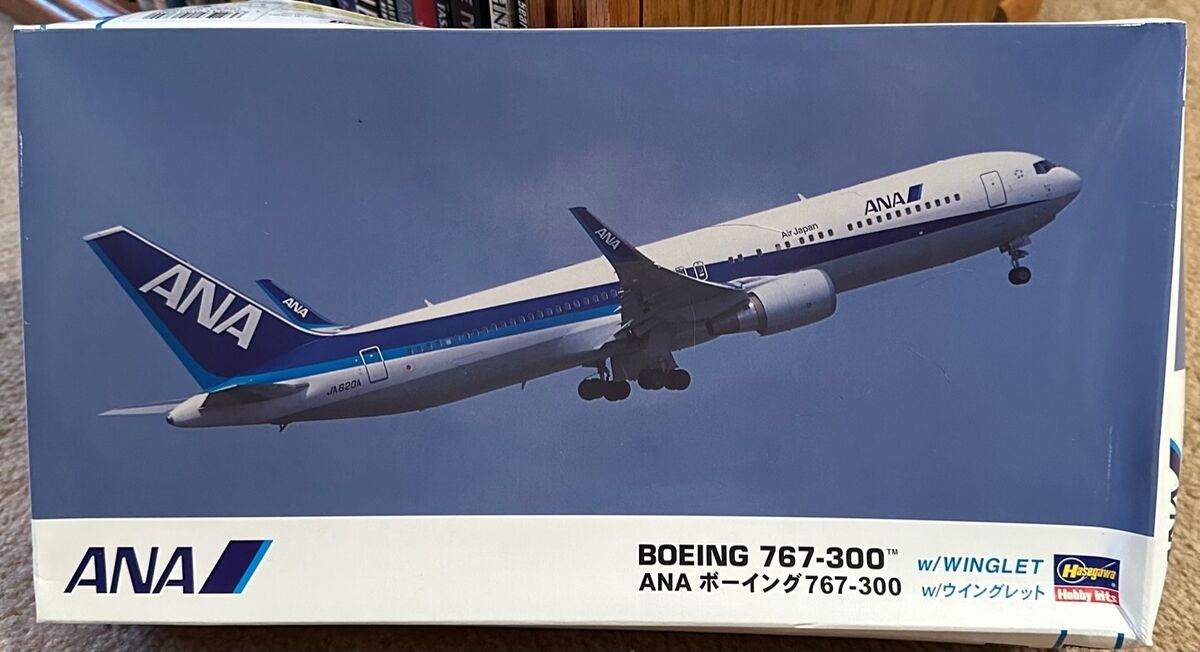 ANA
Air Japan
ANA
ANA
ANA
JA620A
ANA
BOEING 767-300™
w/WINGLET
ANA ボーイング767-300
w/ウイングレット
Hasegawa
Hobby kits
ANA